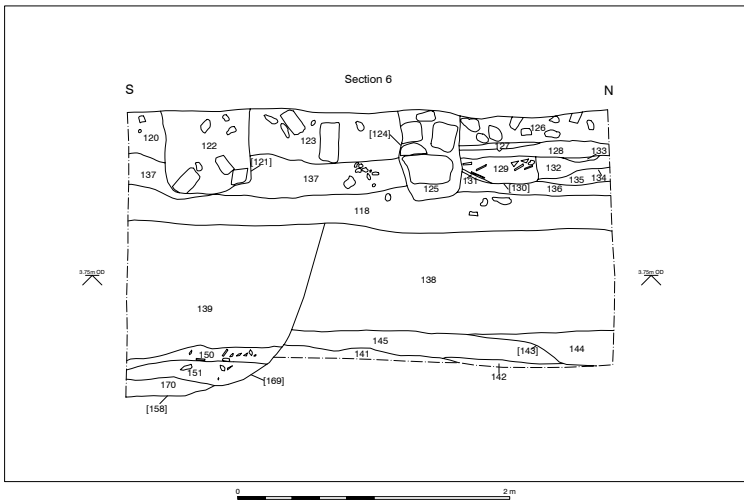 Section 6
S N
120 122 123 [124] 126
127 128 133
137 [121] 137 125 131 129 [130] 132 135 134
136
118
3.75m OD 3.75m OD
139 138
145 [143] 144
150 141
151 142
170 [169]
[158]
0 2 m